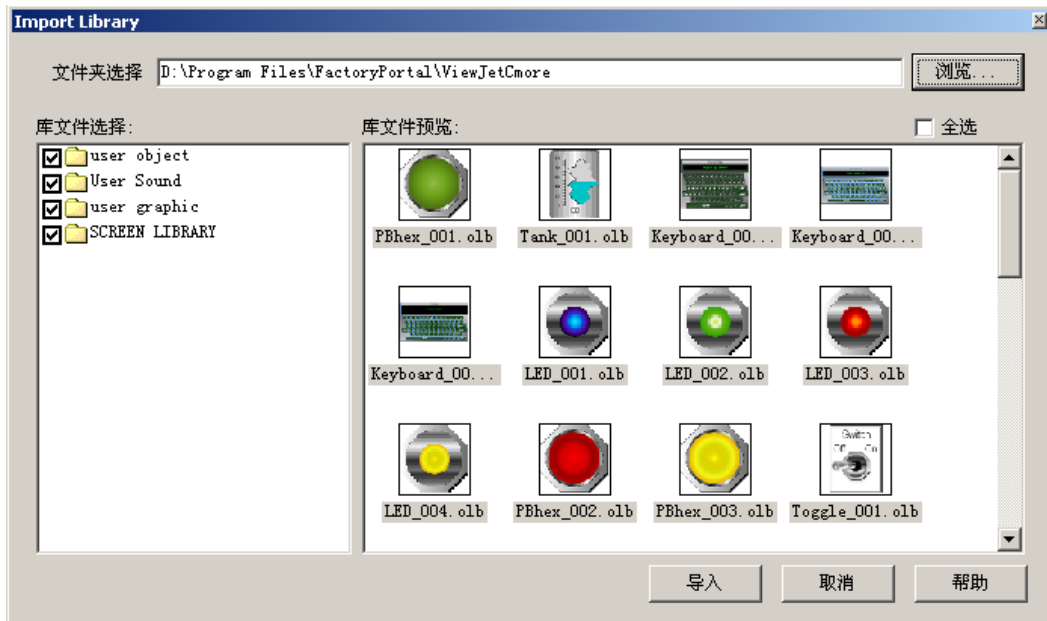 Import Library
文件夹选择 D:\Program Files\FactoryPortal\ViewJetCmore 浏览...
库文件选择: 库文件预览: 全选
user object
User Sound
user graphic
SCREEN LIBRARY
PBhex_001.olb Tank_001.olb Keyboard_00... Keyboard_00...
Keyboard_00... LED_001.olb LED_002.olb LED_003.olb
Switch
Off On
LED_004.olb PBhex_002.olb PBhex_003.olb Toggle_001.olb
导入 取消 帮助